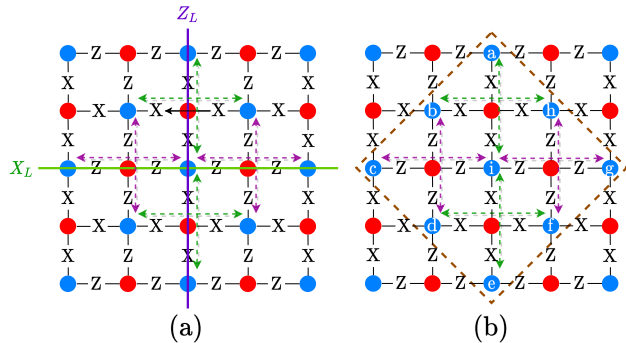 Z_L
Z Z Z Z
X Z X Z X
X X X X
X Z X Z X
X_L Z Z Z Z
X Z X Z X
X X X X
X Z X Z X
Z Z Z Z
(a)
Z Z a Z Z
X Z X Z X
X b X X h X
X Z X Z X
c Z Z i Z Z g
X Z X Z X
X d X X f X
X Z X Z X
Z Z e Z Z
(b)